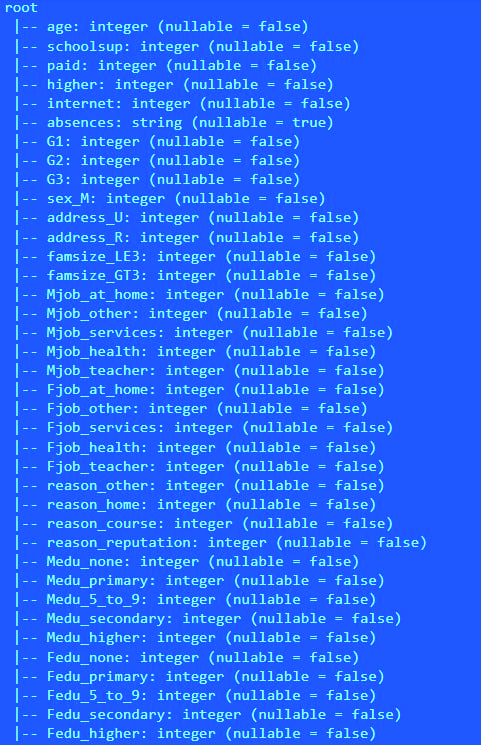 root
 |-- age: integer (nullable = false)
 |-- schoolsup: integer (nullable = false)
 |-- paid: integer (nullable = false)
 |-- higher: integer (nullable = false)
 |-- internet: integer (nullable = false)
 |-- absences: string (nullable = true)
 |-- G1: integer (nullable = false)
 |-- G2: integer (nullable = false)
 |-- G3: integer (nullable = false)
 |-- sex_M: integer (nullable = false)
 |-- address_U: integer (nullable = false)
 |-- address_R: integer (nullable = false)
 |-- famsize_LE3: integer (nullable = false)
 |-- famsize_GT3: integer (nullable = false)
 |-- Mjob_at_home: integer (nullable = false)
 |-- Mjob_other: integer (nullable = false)
 |-- Mjob_services: integer (nullable = false)
 |-- Mjob_health: integer (nullable = false)
 |-- Mjob_teacher: integer (nullable = false)
 |-- Fjob_at_home: integer (nullable = false)
 |-- Fjob_other: integer (nullable = false)
 |-- Fjob_services: integer (nullable = false)
 |-- Fjob_health: integer (nullable = false)
 |-- Fjob_teacher: integer (nullable = false)
 |-- reason_other: integer (nullable = false)
 |-- reason_home: integer (nullable = false)
 |-- reason_course: integer (nullable = false)
 |-- reason_reputation: integer (nullable = false)
 |-- Medu_none: integer (nullable = false)
 |-- Medu_primary: integer (nullable = false)
 |-- Medu_5_to_9: integer (nullable = false)
 |-- Medu_secondary: integer (nullable = false)
 |-- Medu_higher: integer (nullable = false)
 |-- Fedu_none: integer (nullable = false)
 |-- Fedu_primary: integer (nullable = false)
 |-- Fedu_5_to_9: integer (nullable = false)
 |-- Fedu_secondary: integer (nullable = false)
 |-- Fedu_higher: integer (nullable = false)